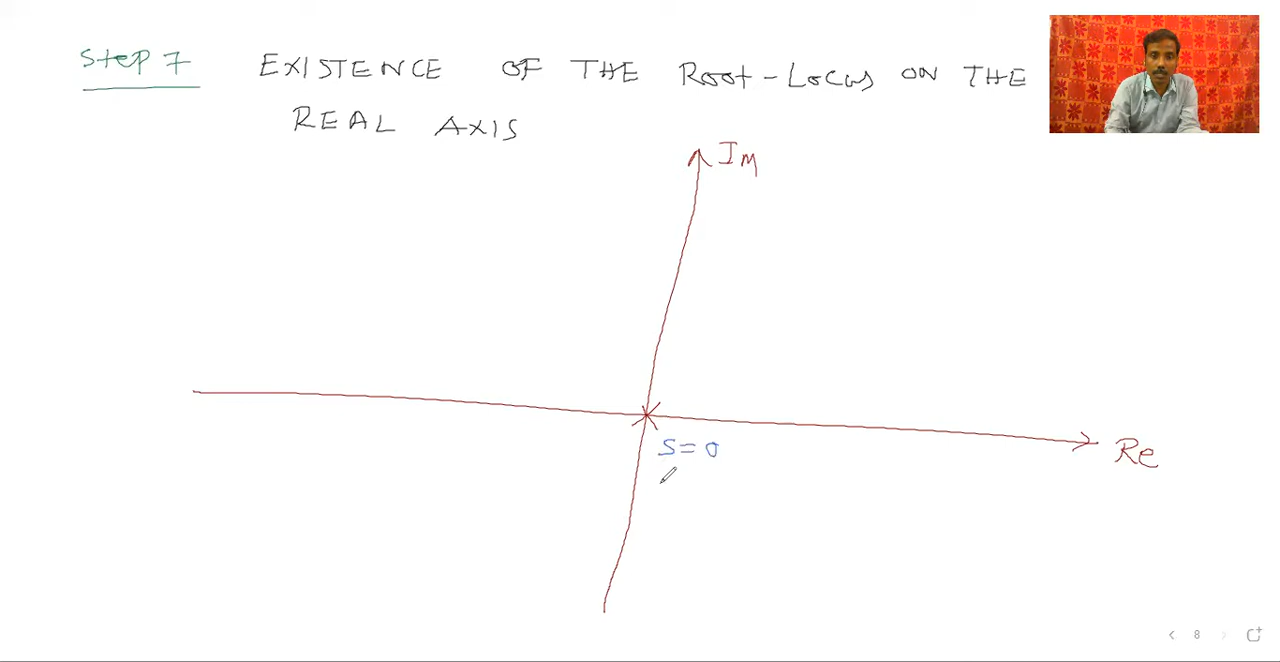 Step 7 EXISTENCE OF THE Root-Locus ON THE
REAL AXIS
Im
S=0
Re
8